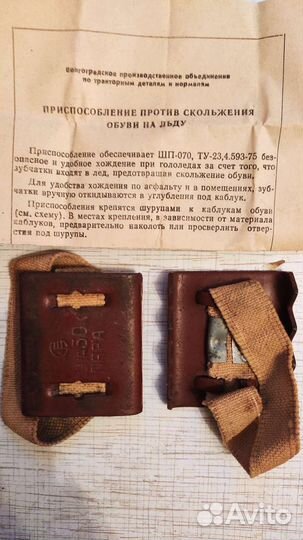 Волгоградское производственное объединение
по тракторным деталям и нормалям
ПРИСПОСОБЛЕНИЕ ПРОТИВ СКОЛЬЖЕНИЯ
ОБУВИ НА ЛЬДУ
Приспособление обеспечивает ШП-070, ТУ-23,4.593-75 без-
опасное и удобное хождение при гололедах за счет того, что
зубчатки входят в лед, предотвращая скольжение обуви.
Для удобства хождения по асфальту и в помещениях, зуб-
чатки вручную откидываются в углубления под каблук.
Приспособления крепятся шурупами к каблукам обуви
(см. схему). В местах крепления, в зависимости от материала
каблуков, предварительно наколоть или просверлить отвер-
стия под шурупы.
Avito